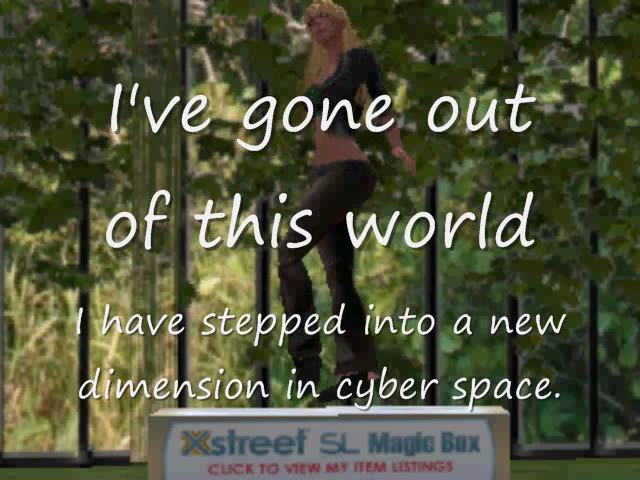 I've gone out
of this world
I have stepped into a new
dimension in cyber space.
Xstreet SL Magic Box
CLICK TO VIEW MY ITEM LISTINGS